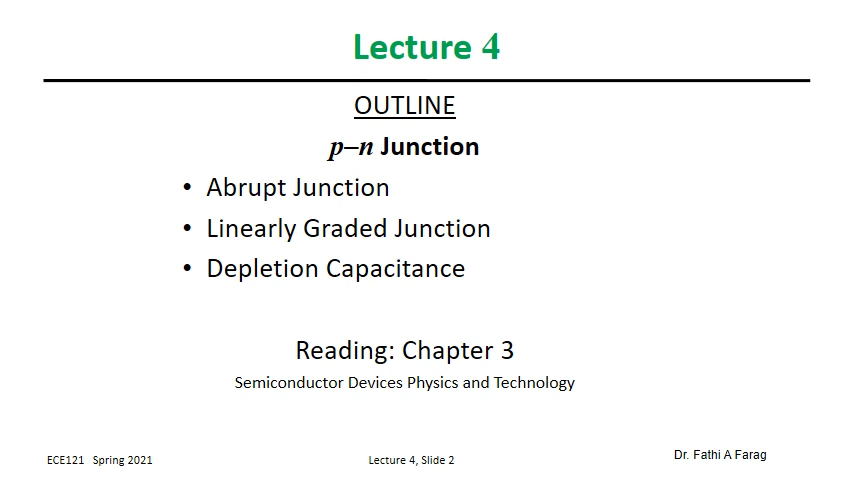 Lecture 4
OUTLINE
p–n Junction
• Abrupt Junction
• Linearly Graded Junction
• Depletion Capacitance
Reading: Chapter 3
Semiconductor Devices Physics and Technology
ECE121 Spring 2021
Lecture 4, Slide 2
Dr. Fathi A Farag